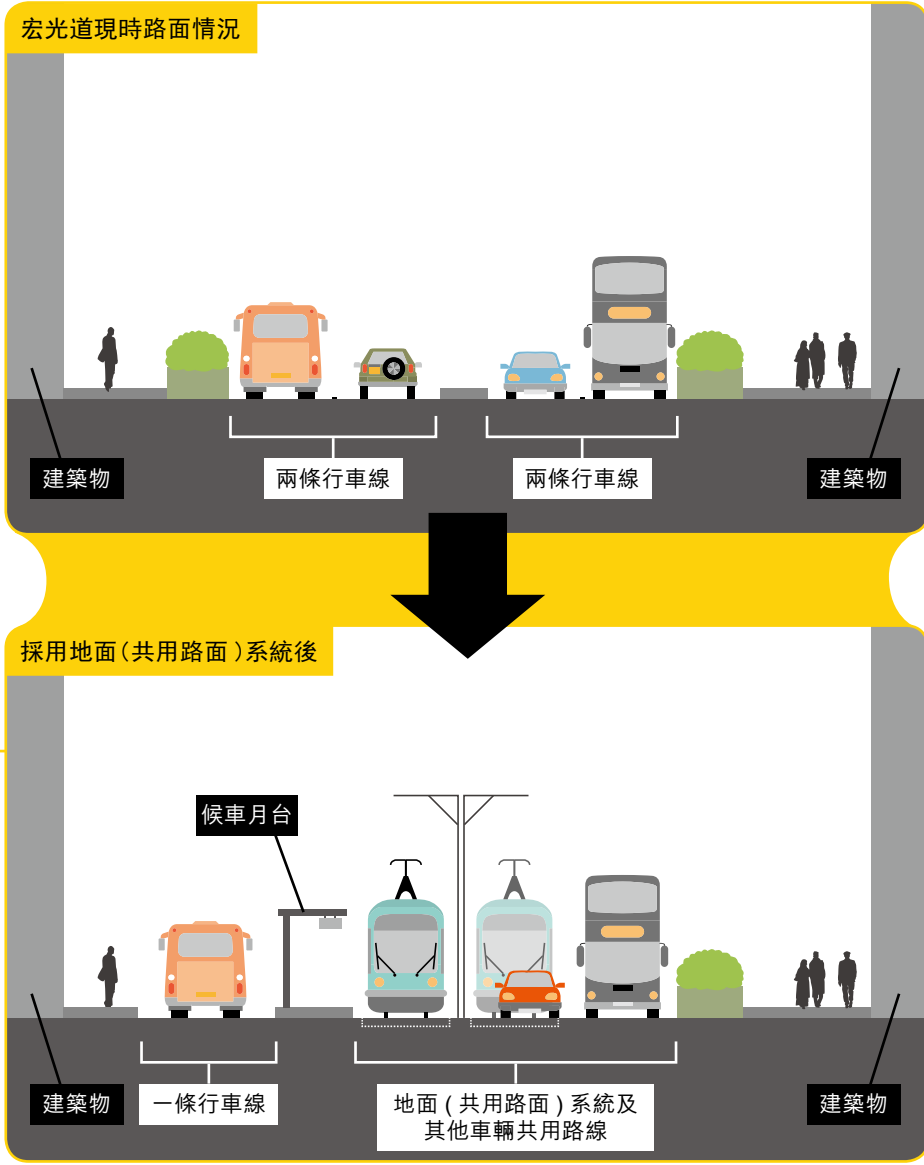 宏光道現時路面情況
建築物
兩條行車線
兩條行車線
建築物
採用地面(共用路面)系統後
候車月台
建築物
一條行車線
地面(共用路面)系統及
其他車輛共用路線
建築物